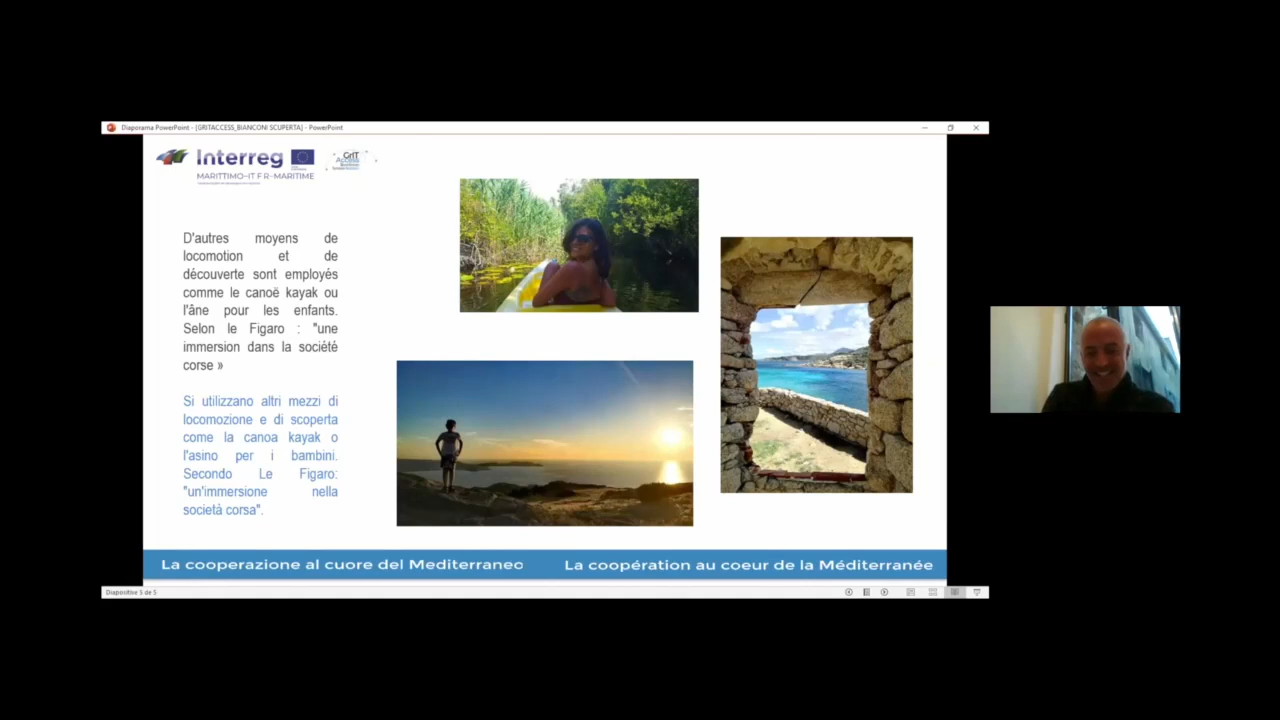 Diaporama PowerPoint - [GRITACCESS_BIANCONI SCUPERTA] - PowerPoint
Interreg
MARITTIMO-IT FR-MARITIME
GrIT
Access
D'autres moyens de
locomotion et de
découverte sont employés
comme le canoë kayak ou
l'âne pour les enfants.
Selon le Figaro : "une
immersion dans la société
corse »
Si utilizzano altri mezzi di
locomozione e di scoperta
come la canoa kayak o
l'asino per i bambini.
Secondo Le Figaro:
"un'immersione nella
società corsa".
La cooperazione al cuore del Mediterraneo
La coopération au coeur de la Méditerranée
Diapositive 5 de 5